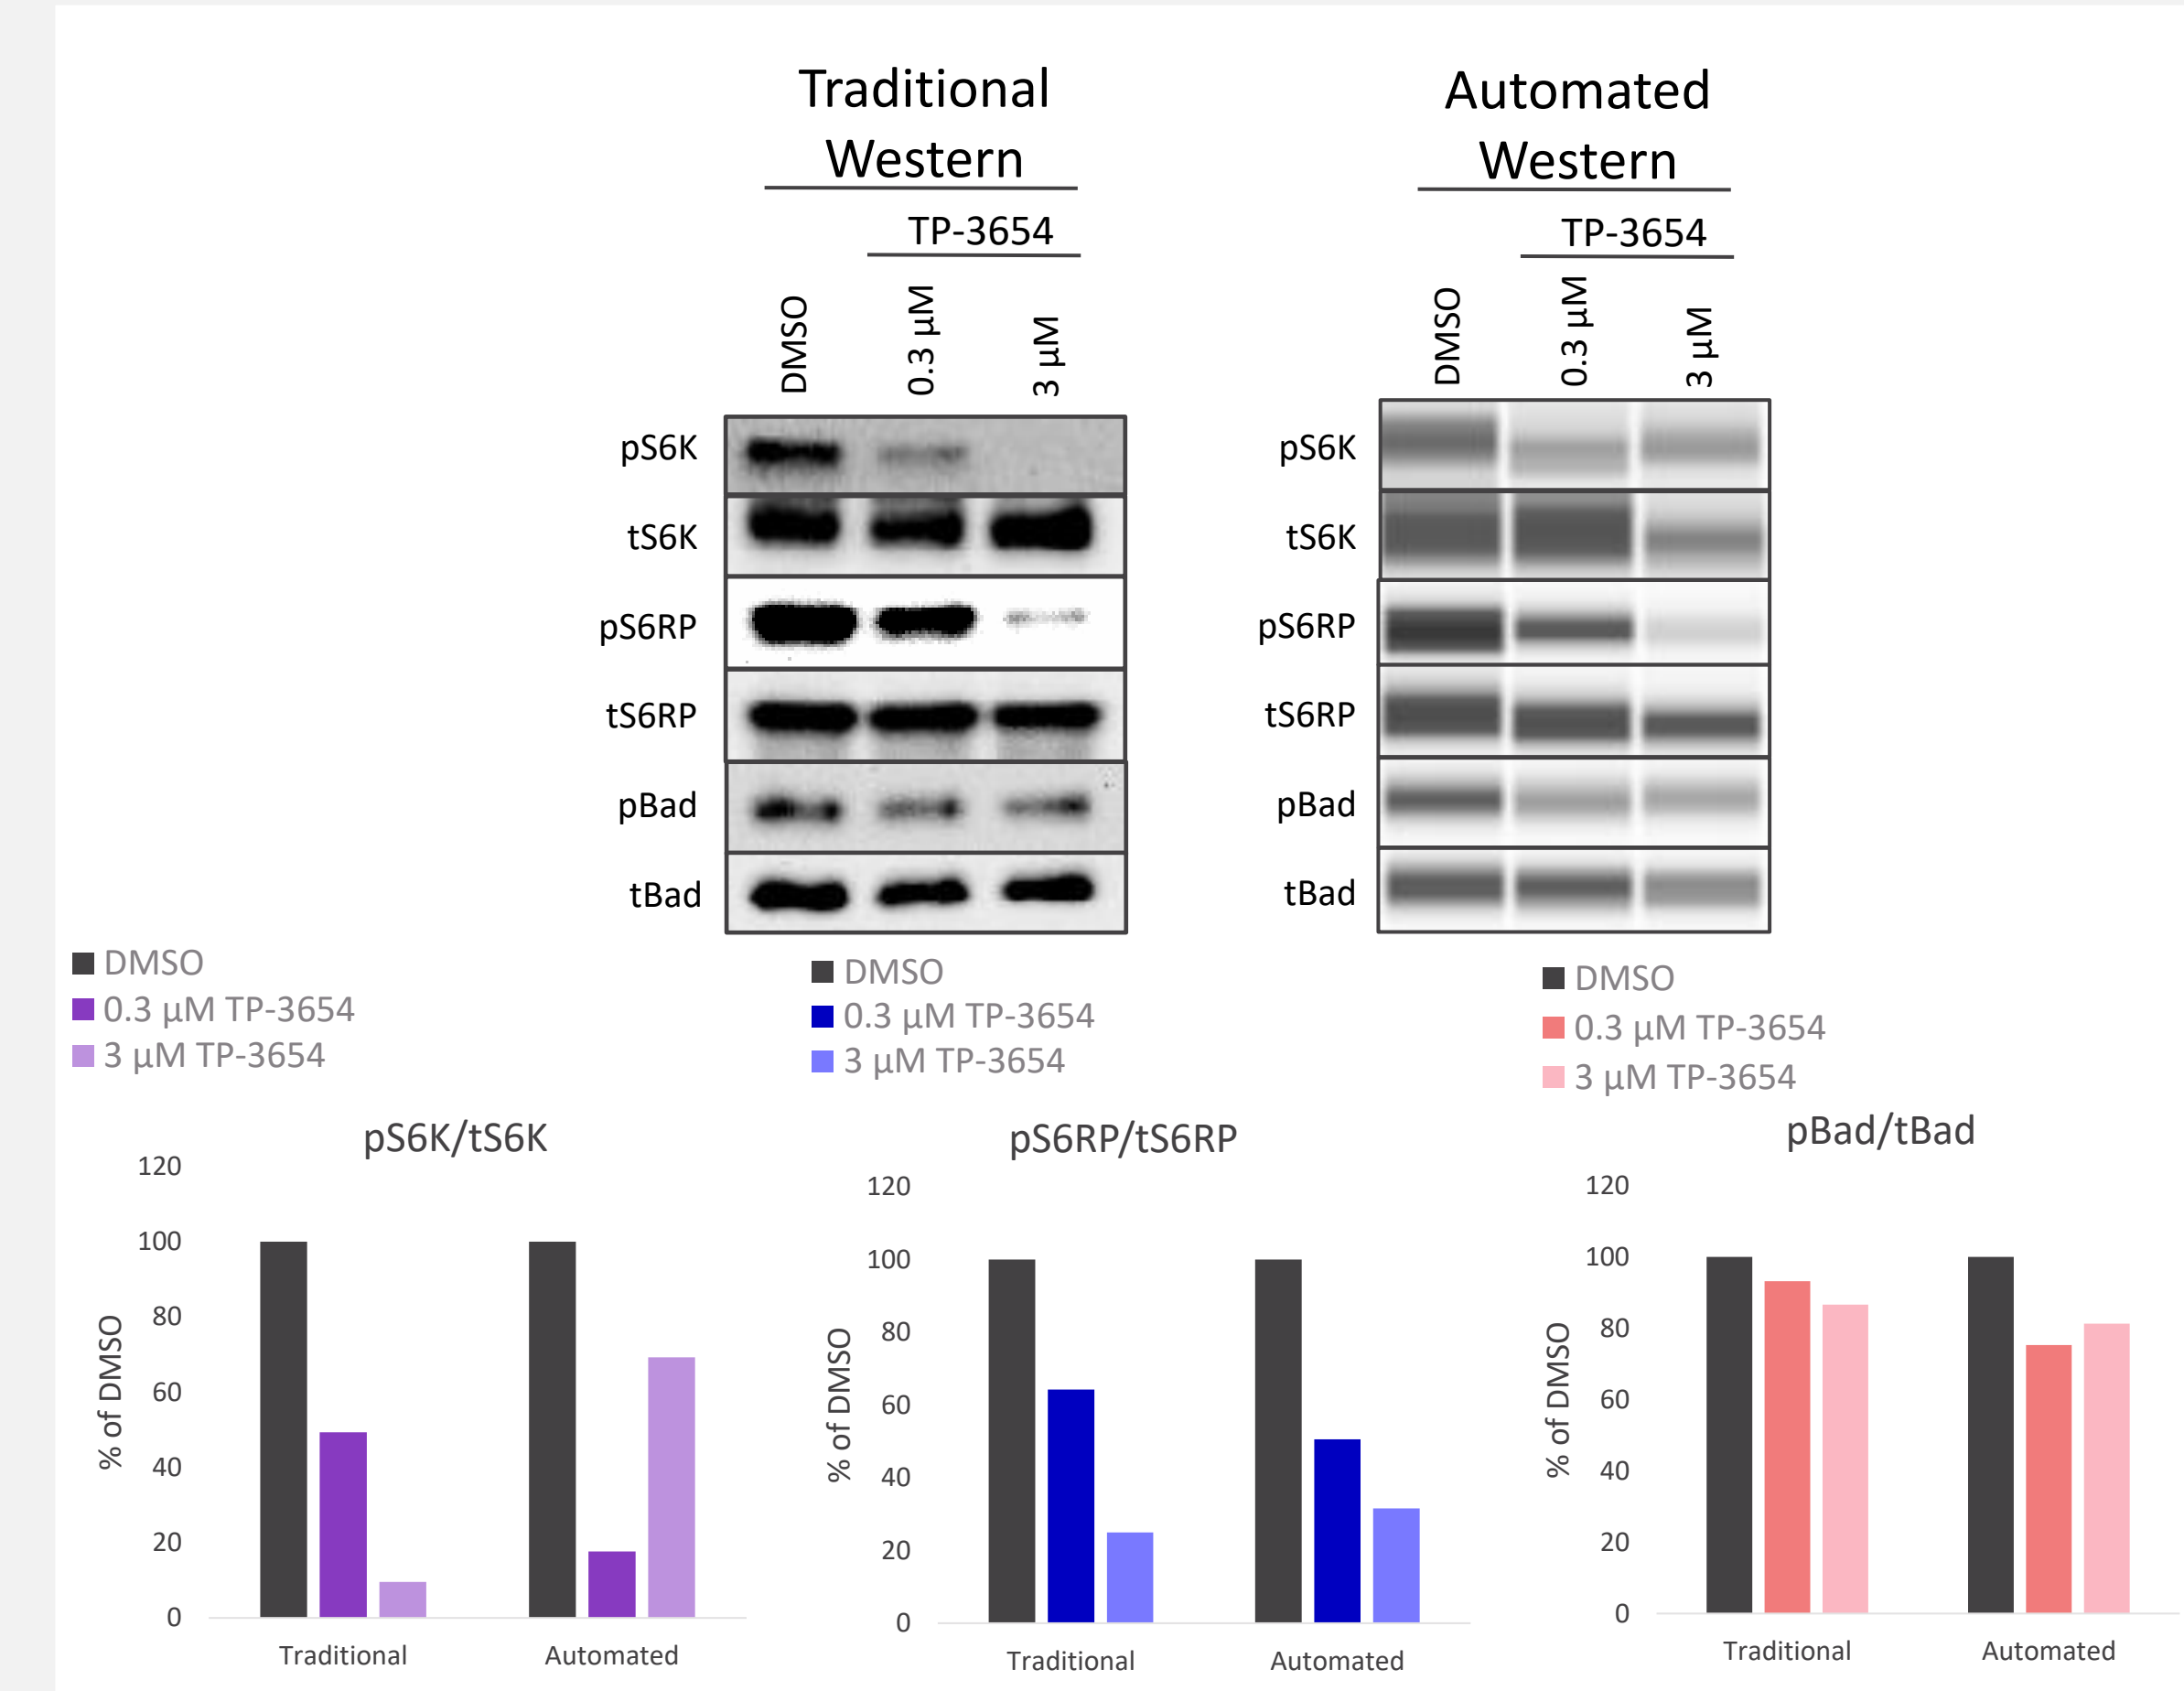 Traditional
Western
TP-3654
DMSO
0.3 µM
3 µM
pS6K
tS6K
pS6RP
tS6RP
pBad
tBad
Automated
Western
TP-3654
DMSO
0.3 µM
3 µM
pS6K
tS6K
pS6RP
tS6RP
pBad
tBad
DMSO
0.3 µM TP-3654
3 µM TP-3654
pS6K/tS6K
% of DMSO
120
100
80
60
40
20
0
Traditional
Automated
DMSO
0.3 µM TP-3654
3 µM TP-3654
pS6RP/tS6RP
% of DMSO
120
100
80
60
40
20
0
Traditional
Automated
DMSO
0.3 µM TP-3654
3 µM TP-3654
pBad/tBad
% of DMSO
120
100
80
60
40
20
0
Traditional
Automated